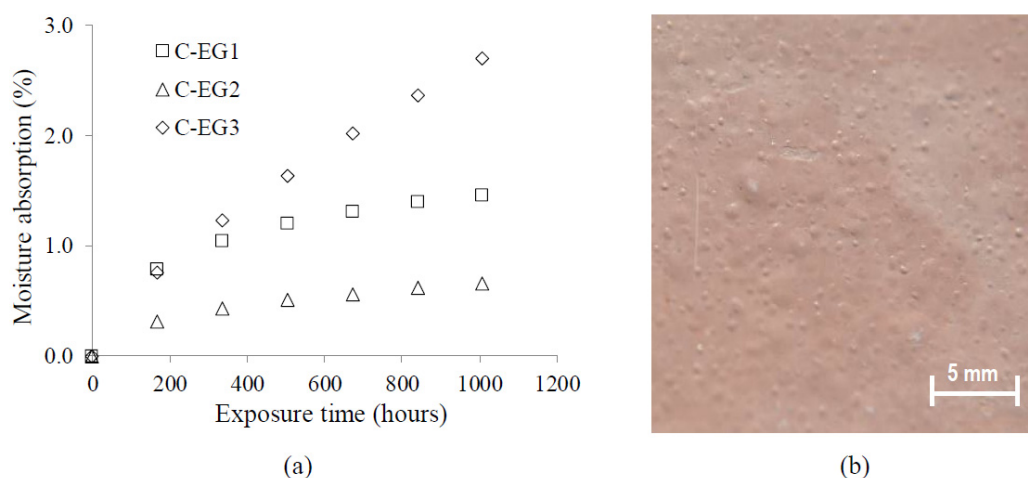 3.0
C-EG1
C-EG2
C-EG3
2.0
1.0
0.0
Moisture absorption (%)
0 200 400 600 800 1000 1200
Exposure time (hours)
5 mm
(a) (b)